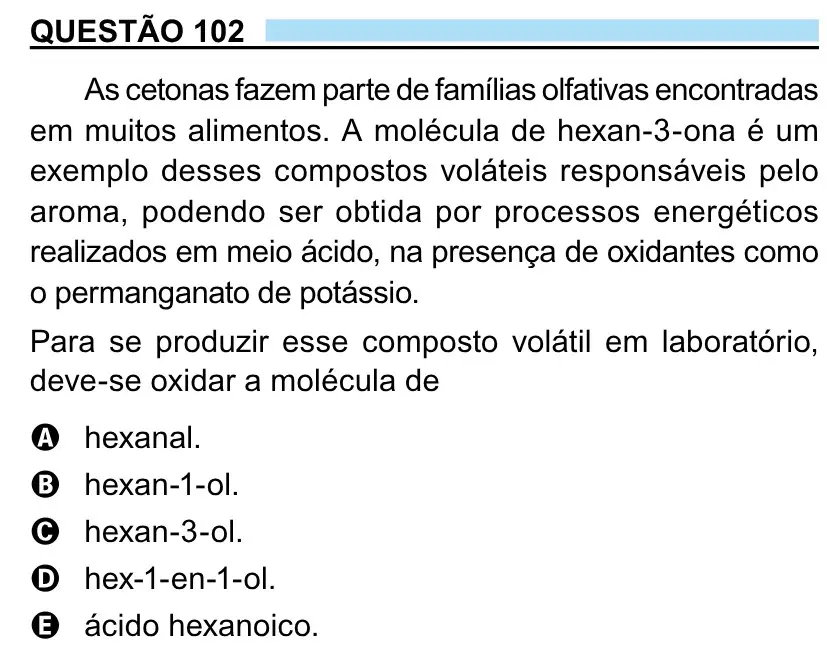 QUESTÃO 102
As cetonas fazem parte de famílias olfativas encontradas
em muitos alimentos. A molécula de hexan-3-ona é um
exemplo desses compostos voláteis responsáveis pelo
aroma, podendo ser obtida por processos energéticos
realizados em meio ácido, na presença de oxidantes como
o permanganato de potássio.
Para se produzir esse composto volátil em laboratório,
deve-se oxidar a molécula de
A hexanal.
B hexan-1-ol.
C hexan-3-ol.
D hex-1-en-1-ol.
E ácido hexanoico.